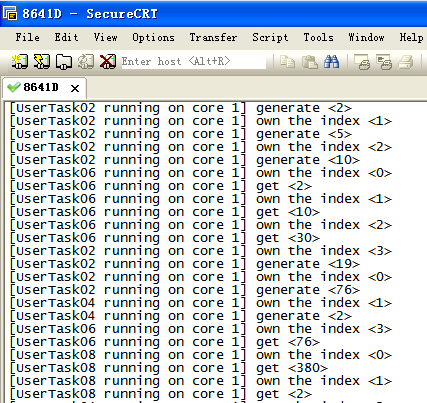 8641D - SecureCRT
File Edit View Options Transfer Script Tools Window Help
Enter host <Alt+R>
8641D x
[UserTask02 running on core 1] generate <2>
[UserTask02 running on core 1] own the index <1>
[UserTask02 running on core 1] generate <5>
[UserTask02 running on core 1] own the index <2>
[UserTask02 running on core 1] generate <10>
[UserTask06 running on core 1] own the index <0>
[UserTask06 running on core 1] get <2>
[UserTask06 running on core 1] own the index <1>
[UserTask06 running on core 1] get <10>
[UserTask06 running on core 1] own the index <2>
[UserTask06 running on core 1] get <30>
[UserTask02 running on core 1] own the index <3>
[UserTask02 running on core 1] generate <19>
[UserTask02 running on core 1] own the index <0>
[UserTask02 running on core 1] generate <76>
[UserTask04 running on core 1] own the index <1>
[UserTask04 running on core 1] generate <2>
[UserTask06 running on core 1] own the index <3>
[UserTask06 running on core 1] get <76>
[UserTask08 running on core 1] own the index <0>
[UserTask08 running on core 1] get <380>
[UserTask08 running on core 1] own the index <1>
[UserTask08 running on core 1] get <2>